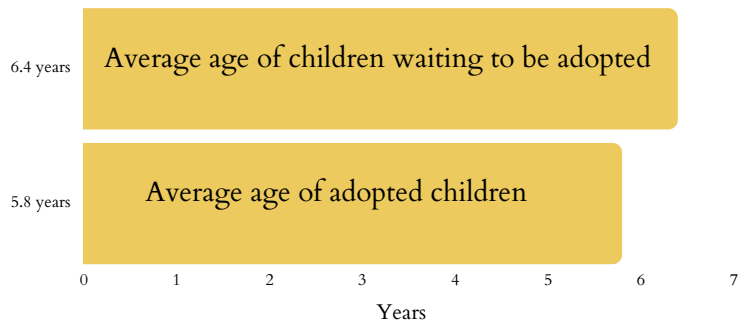 6.4 years
Average age of children waiting to be adopted
5.8 years
Average age of adopted children
0 1 2 3 4 5 6 7
Years